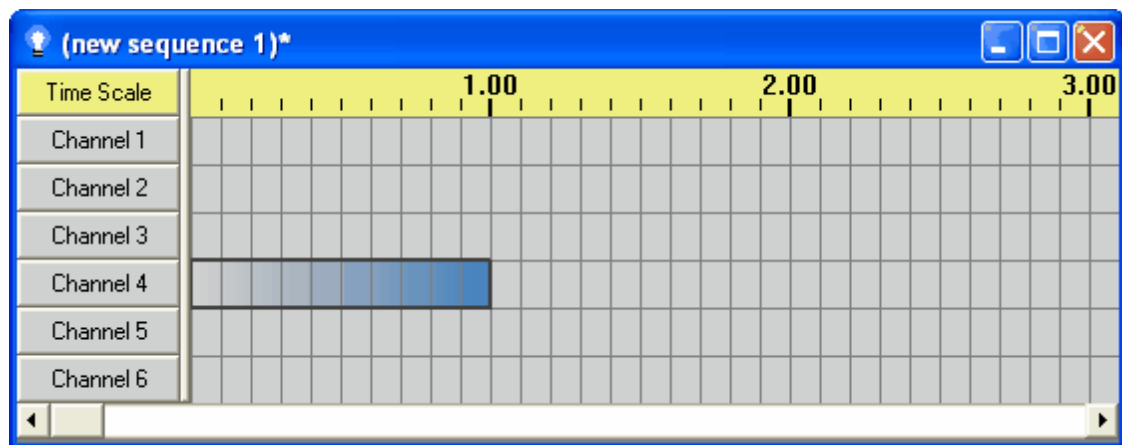 (new sequence 1)*
Time Scale 1.00 2.00 3.00
Channel 1
Channel 2
Channel 3
Channel 4
Channel 5
Channel 6